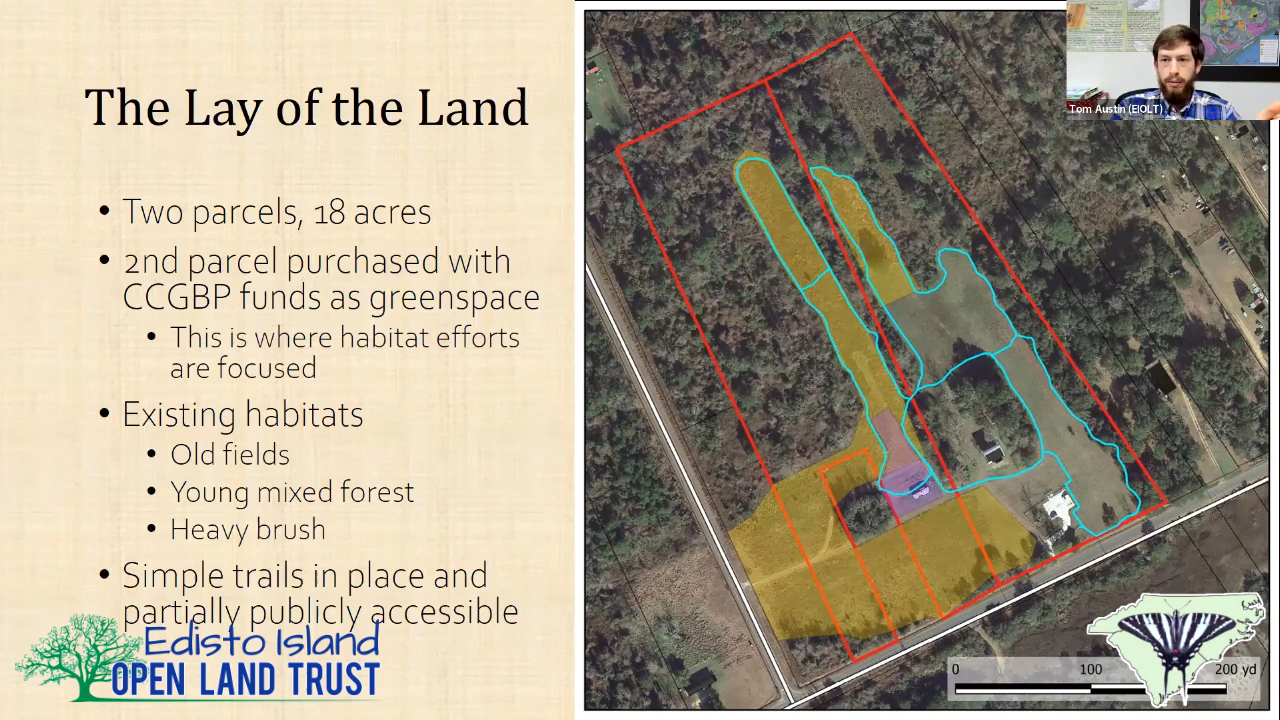 The Lay of the Land
• Two parcels, 18 acres
• 2nd parcel purchased with
CCGBP funds as greenspace
• This is where habitat efforts
are focused
• Existing habitats
• Old fields
• Young mixed forest
• Heavy brush
• Simple trails in place and
partially publicly accessible
Edisto Island
OPEN LAND TRUST
Tom Austin (EIOLT)
0 100 200 yd